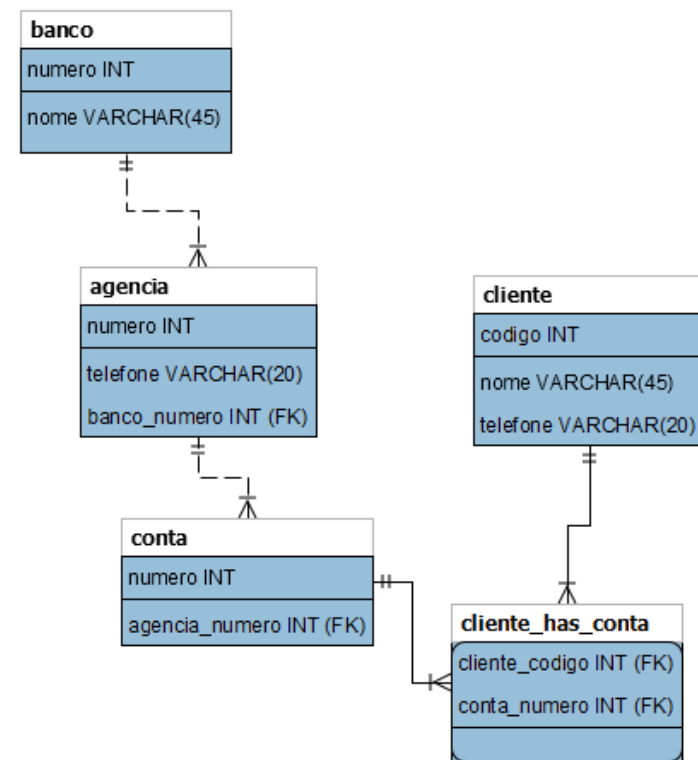 banco
numero INT
nome VARCHAR(45)
agencia
numero INT
telefone VARCHAR(20)
banco_numero INT (FK)
cliente
codigo INT
nome VARCHAR(45)
telefone VARCHAR(20)
conta
numero INT
agencia_numero INT (FK)
cliente_has_conta
cliente_codigo INT (FK)
conta_numero INT (FK)